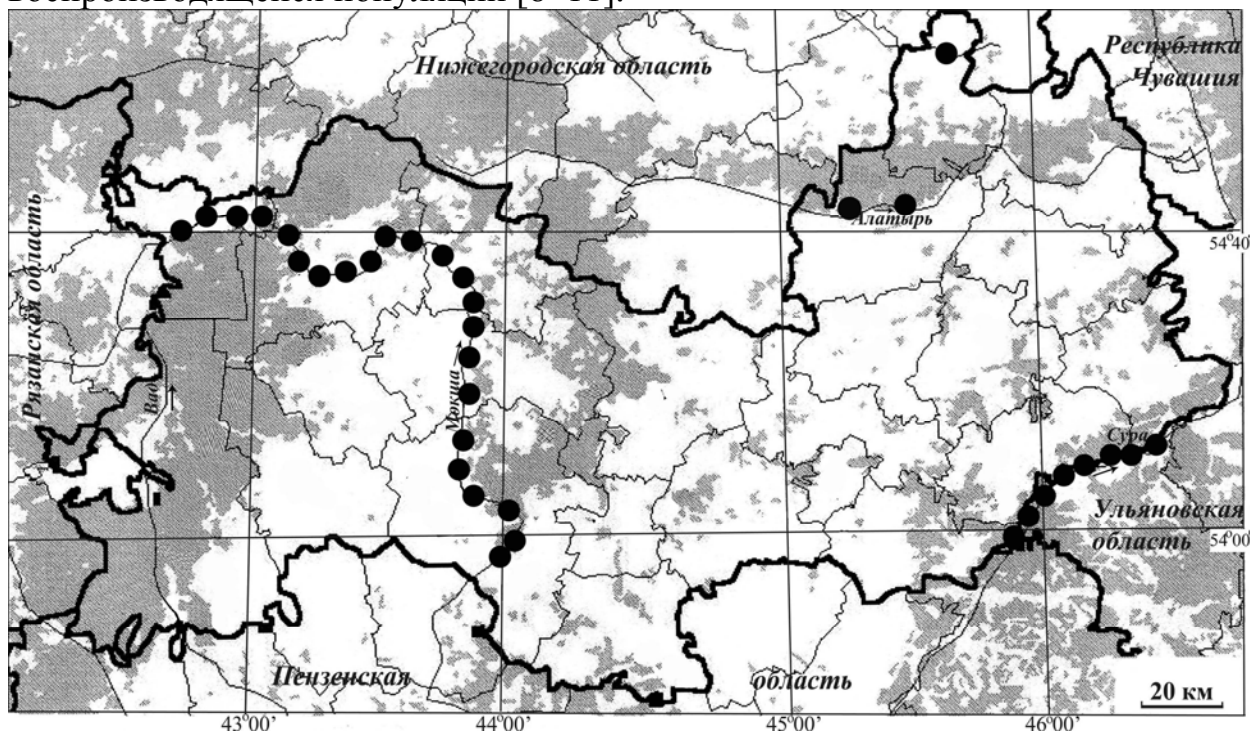 воспроизводящейся популяции [8–11].
Нижегородская область
Республика
Чувашия
Рязанская область
Алатырь
54°40'
Вад
Мокша
Сура
Ульяновская
область
54°00'
Пензенская
область
20 км
43°00'
44°00'
45°00'
46°00'